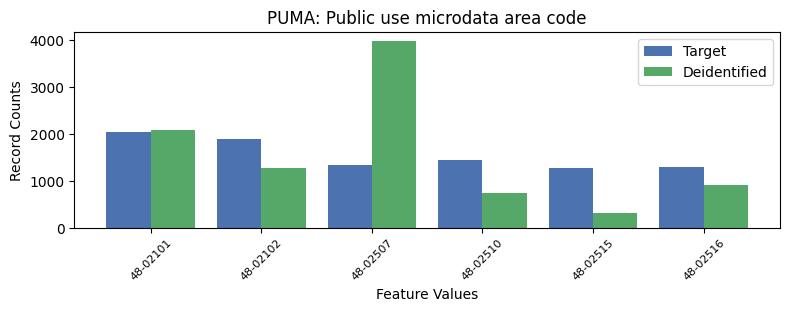 PUMA: Public use microdata area code
Record Counts
4000
3000
2000
1000
0
Target
Deidentified
48-02101
48-02102
48-02507
48-02510
48-02515
48-02516
Feature Values